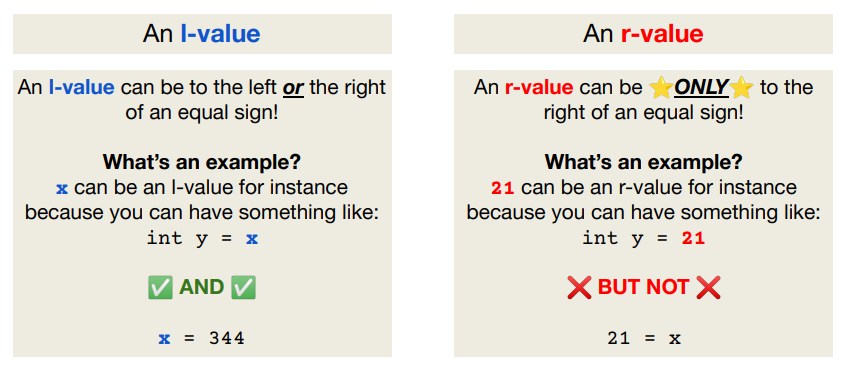 An l-value
An l-value can be to the left or the right
of an equal sign!
What's an example?
x can be an l-value for instance
because you can have something like:
int y = x
✅ AND ✅
x = 344
An r-value
An r-value can be ⭐ONLY⭐ to the
right of an equal sign!
What's an example?
21 can be an r-value for instance
because you can have something like:
int y = 21
❌ BUT NOT ❌
21 = x